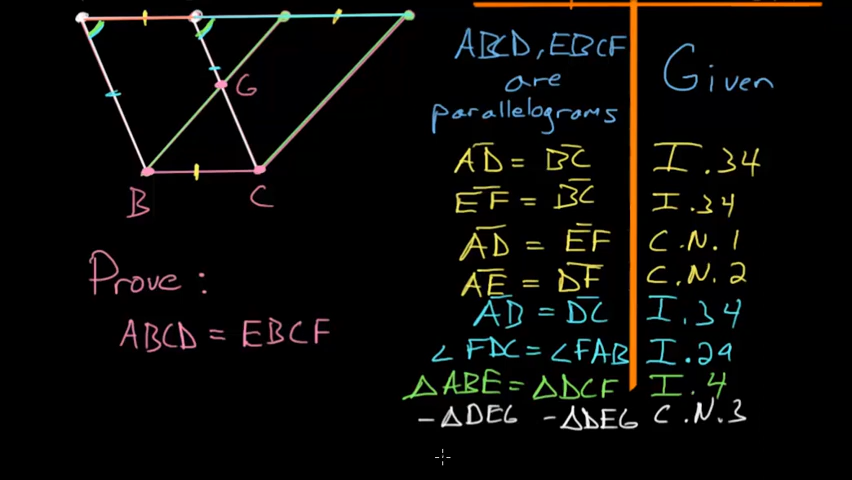 ABCD, EBCF
are
parallelograms
Given
G
AD = BC I.34
EF = BC I.34
AD = EF C.N.1
AE = DF C.N.2
AB = DC I.34
∠FDC = ∠FAB I.29
△ABE = △DCF I.4
-△DEG -△DEG C.N.3
B C
Prove:
ABCD = EBCF